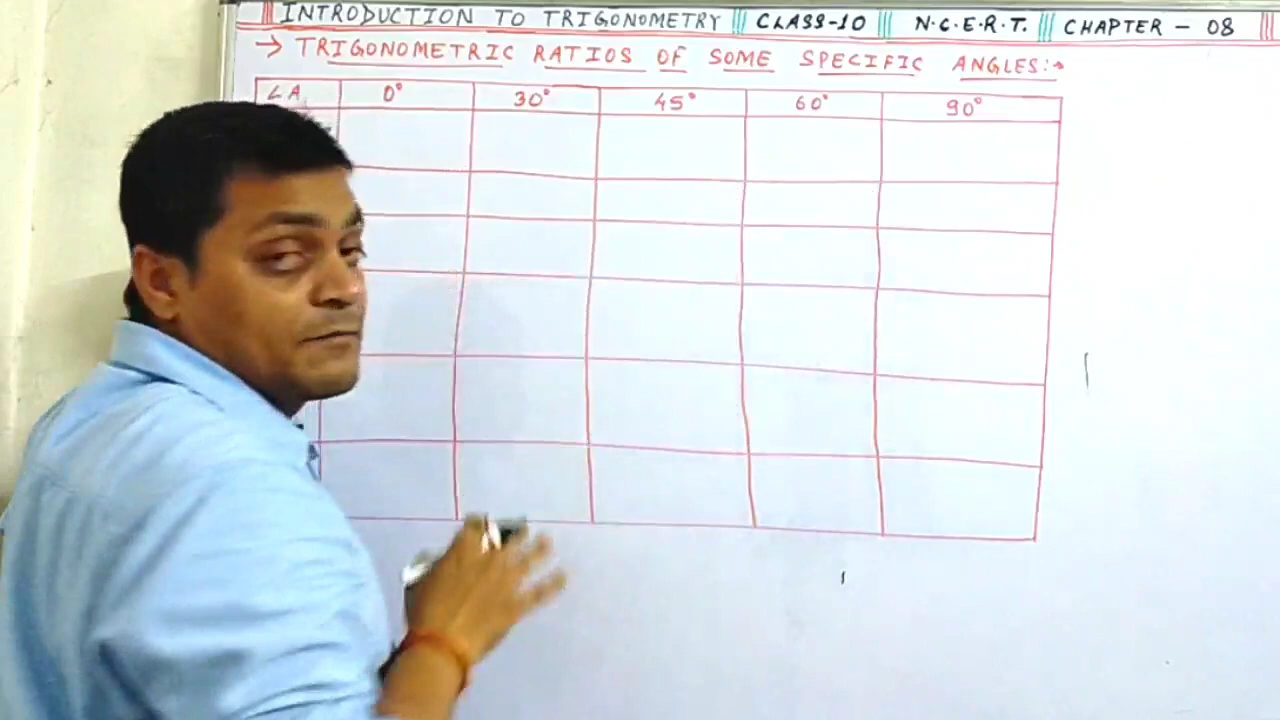 INTRODUCTION TO TRIGONOMETRY ||| CLASS-10 ||| N.C.E.R.T. ||| CHAPTER - 08
→ TRIGONOMETRIC RATIOS OF SOME SPECIFIC ANGLES:→
∠A 0° 30° 45° 60° 90°